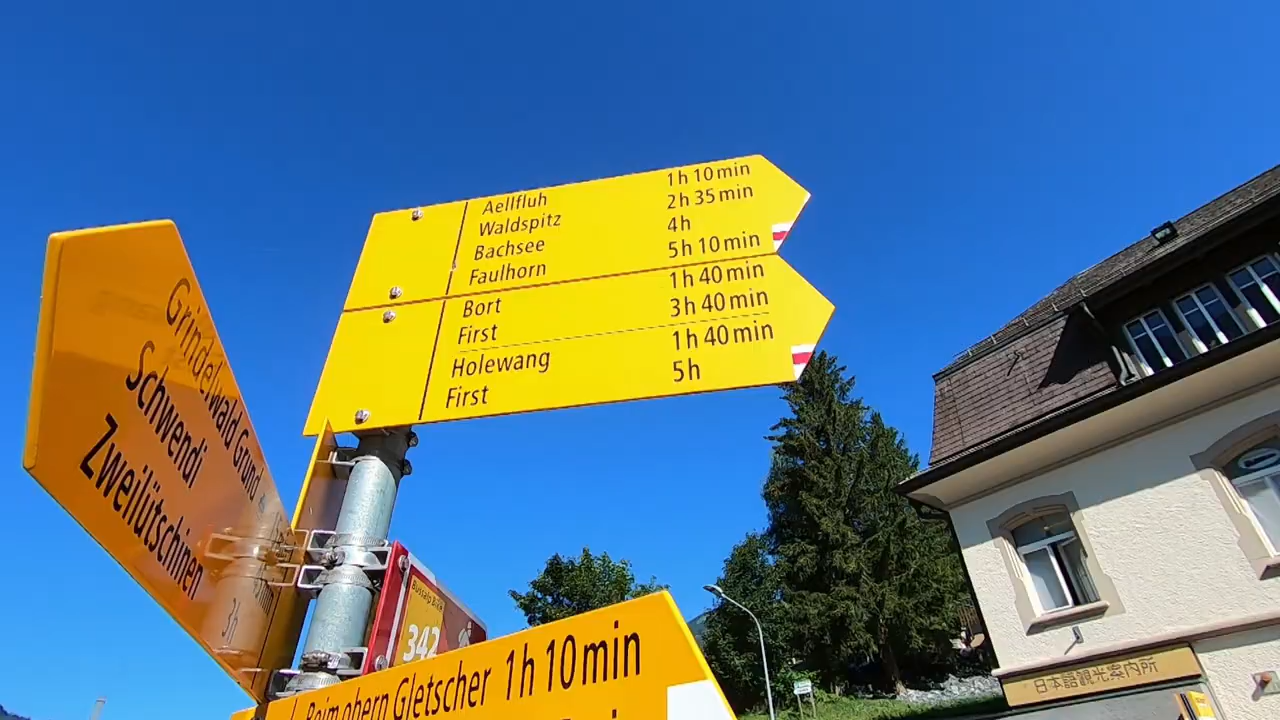 Aellfluh 1h 10min
Waldspitz 2h 35min
Bachsee 4h
Faulhorn 5h 10min
Bort 1h 40min
First 3h 40min
Holewang 1h 40min
First 5h
Grindelwald Grund
Schwendi
Zweilütschinen
3h
342
Beim obern Gletscher 1h 10min
日本語観光案内所